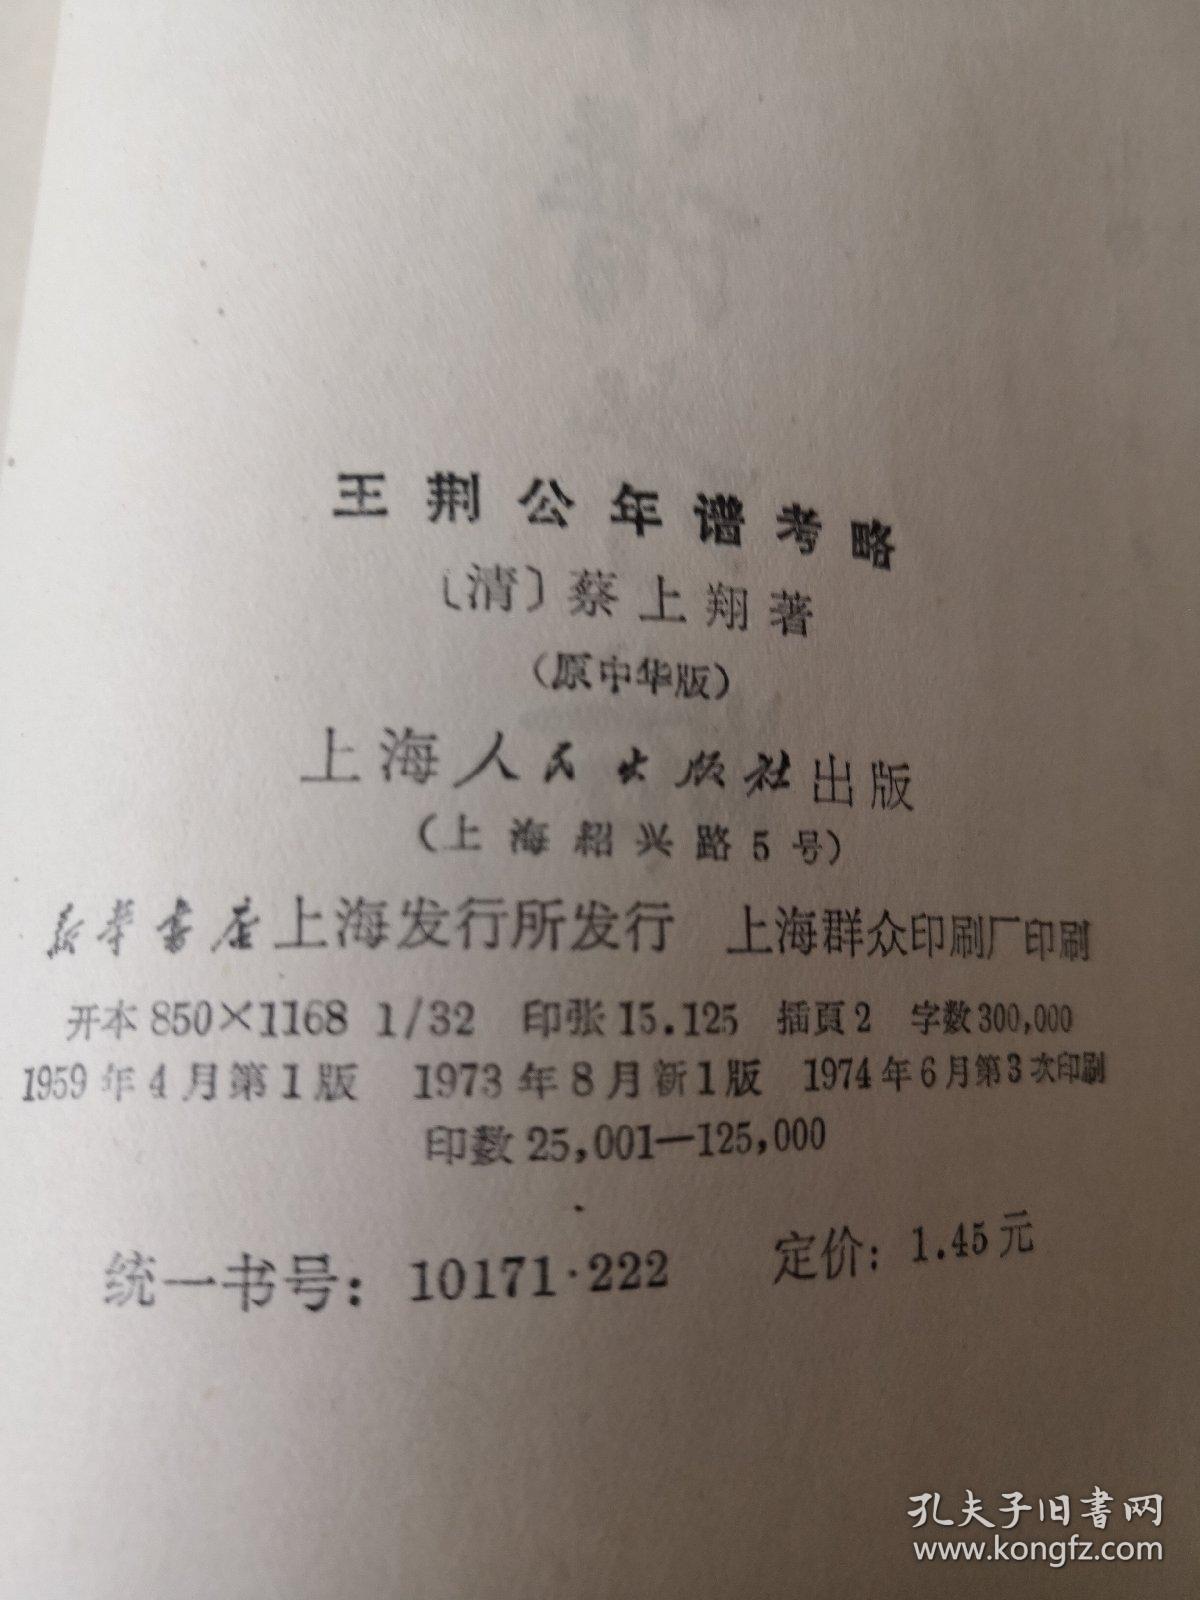 王荆公年谱考略
〔清〕蔡上翔著
（原中华版）
上海人民出版社出版
（上海绍兴路5号）
新华书店上海发行所发行 上海群众印刷厂印刷
开本850×1168 1/32 印张15.125 插頁2 字数300,000
1959年4月第1版 1973年8月新1版 1974年6月第3次印刷
印数25,001—125,000
统一书号：10171·222 定价：1.45元
孔夫子旧书网
www.kongfz.com